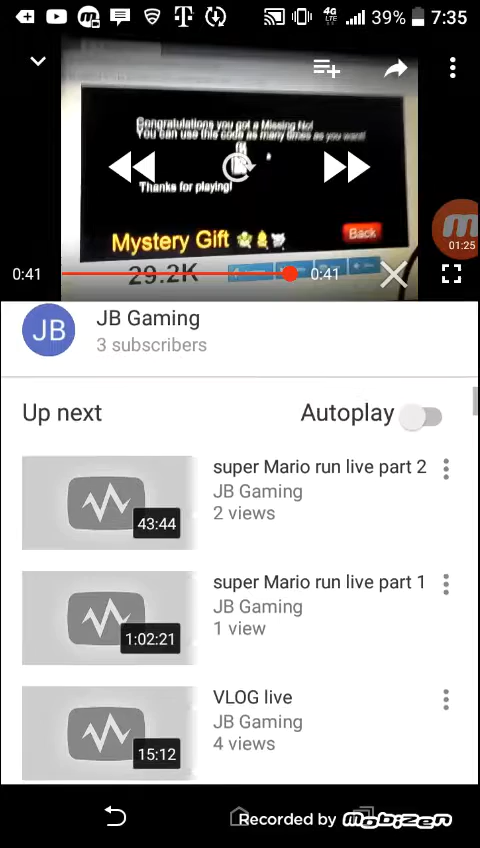 4G
LTE
39%
7:35
Congratulations you got a Missing No!
You can use this code as many times as you want!
Thanks for playing!
Mystery Gift
Back
01:25
0:41
0:41
29.2K
JB
JB Gaming
3 subscribers
Up next
Autoplay
super Mario run live part 2
JB Gaming
2 views
43:44
super Mario run live part 1
JB Gaming
1 view
1:02:21
VLOG live
JB Gaming
4 views
15:12
Recorded by Mobizen